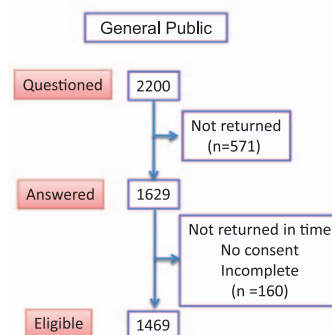 General Public
Questioned
2200
Not returned
(n=571)
Answered
1629
Not returned in time
No consent
Incomplete
(n =160)
Eligible
1469